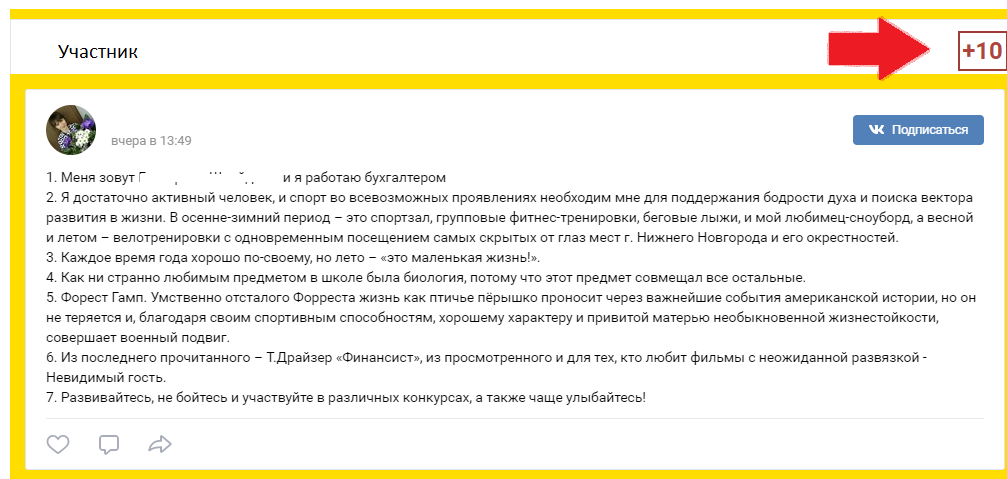 Участник
+10
вчера в 13:49
Подписаться
1. Меня зовут и я работаю бухгалтером
2. Я достаточно активный человек, и спорт во всевозможных проявлениях необходим мне для поддержания бодрости духа и поиска вектора
развития в жизни. В осенне-зимний период – это спортзал, групповые фитнес-тренировки, беговые лыжи, и мой любимец-сноуборд, а весной
и летом – велотренировки с одновременным посещением самых скрытых от глаз мест г. Нижнего Новгорода и его окрестностей.
3. Каждое время года хорошо по-своему, но лето – «это маленькая жизнь!».
4. Как ни странно любимым предметом в школе была биология, потому что этот предмет совмещал все остальные.
5. Форест Гамп. Умственно отсталого Форреста жизнь как птичье пёрышко проносит через важнейшие события американской истории, но он
не теряется и, благодаря своим спортивным способностям, хорошему характеру и привитой матерью необыкновенной жизнестойкости,
совершает военный подвиг.
6. Из последнего прочитанного – Т.Драйзер «Финансист», из просмотренного и для тех, кто любит фильмы с неожиданной развязкой -
Невидимый гость.
7. Развивайтесь, не бойтесь и участвуйте в различных конкурсах, а также чаще улыбайтесь!